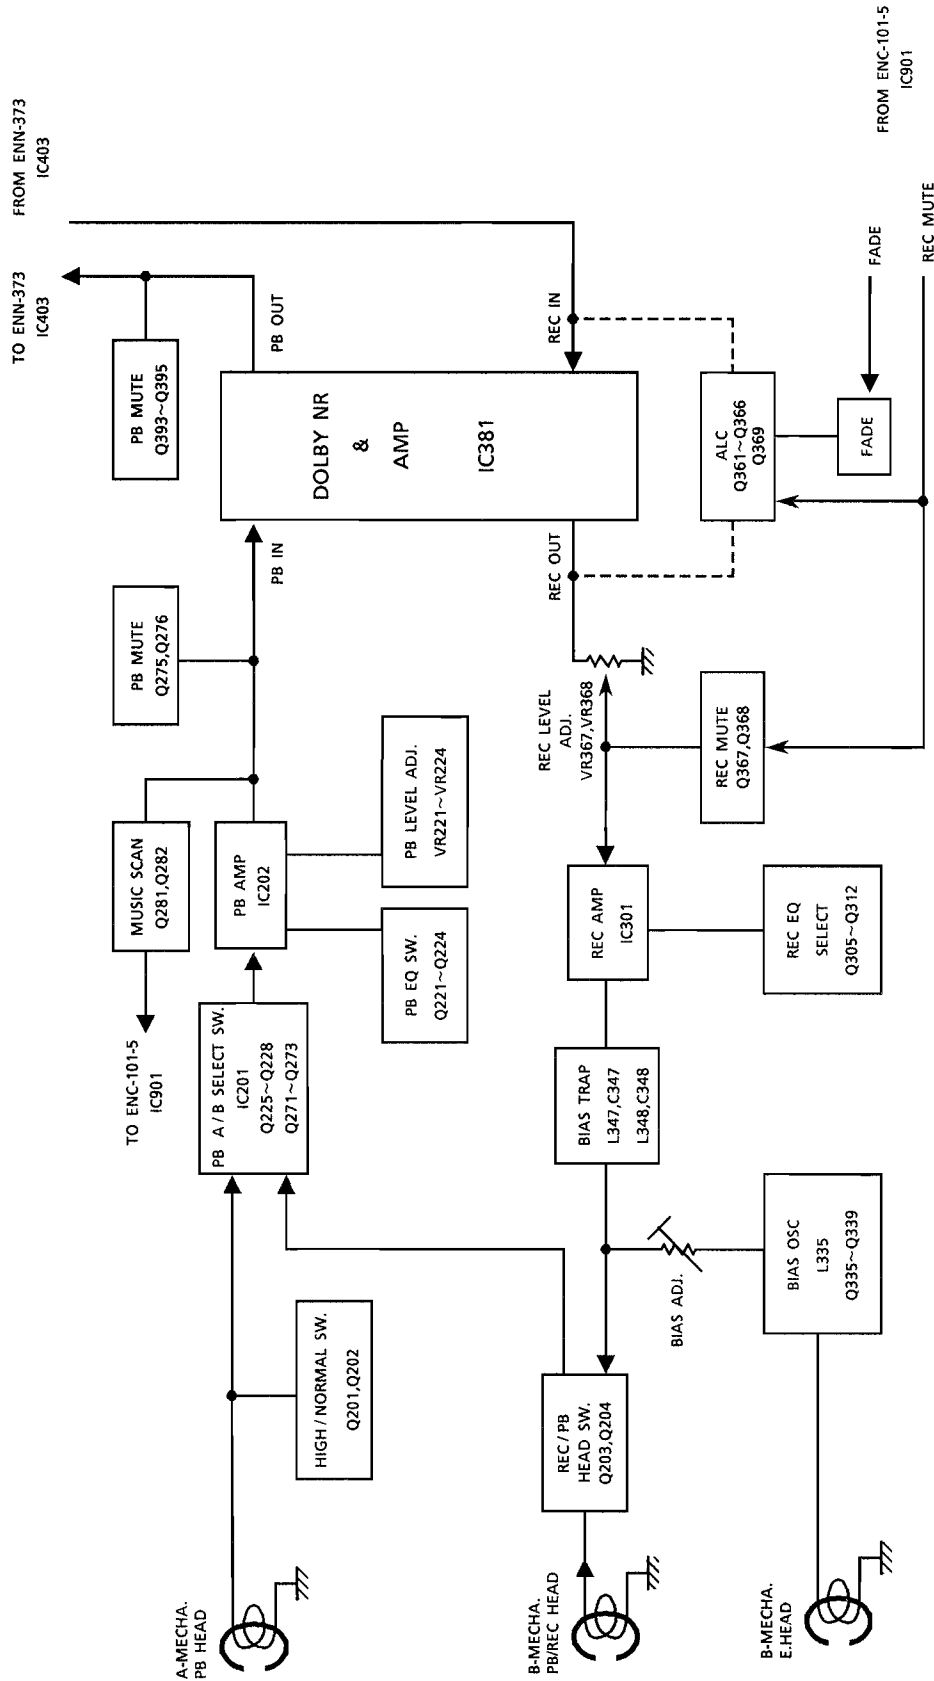 A-MECHA.
PB HEAD
HIGH / NORMAL SW.
Q201,Q202
PB A / B SELECT SW.
IC201
Q225~Q228
Q271~Q273
TO ENC-101-5
IC901
MUSIC SCAN
Q281,Q282
PB AMP
IC202
PB EQ SW.
Q221~Q224
PB LEVEL ADJ.
VR221~VR224
PB MUTE
Q275,Q276
PB IN
DOLBY NR
&
AMP
IC381
PB OUT
PB MUTE
Q393~Q395
TO ENN-373
IC403
FROM ENN-373
IC403
B-MECHA.
PB/REC HEAD
REC / PB
HEAD SW.
Q203,Q204
BIAS TRAP
L347,C347
L348,C348
REC AMP
IC301
REC LEVEL
ADJ.
VR367,VR368
REC OUT
REC IN
BIAS ADJ.
B-MECHA.
E.HEAD
BIAS OSC
L335
Q335~Q339
REC EQ
SELECT
Q305~Q312
REC MUTE
Q367,Q368
ALC
Q361~Q366
Q369
FADE
FADE
REC MUTE
FROM ENC-101-5
IC901